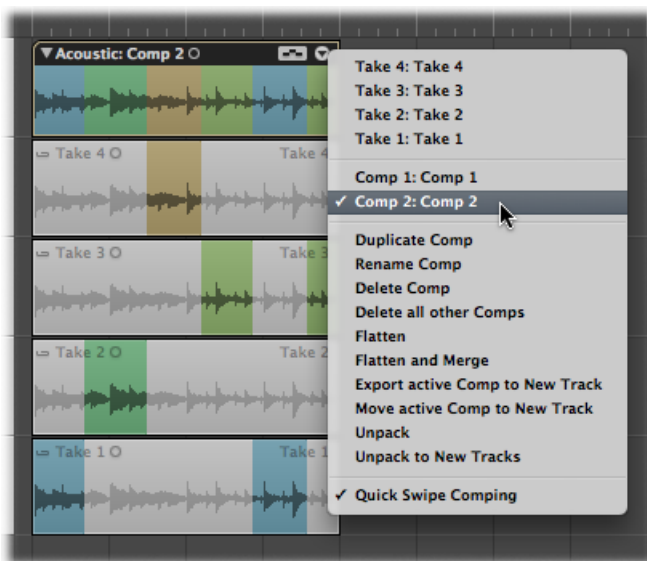 Acoustic: Comp 2
Take 4 Take 4
Take 3 Take 3
Take 2 Take 2
Take 1 Take 1
Take 4: Take 4
Take 3: Take 3
Take 2: Take 2
Take 1: Take 1
Comp 1: Comp 1
✓ Comp 2: Comp 2
Duplicate Comp
Rename Comp
Delete Comp
Delete all other Comps
Flatten
Flatten and Merge
Export active Comp to New Track
Move active Comp to New Track
Unpack
Unpack to New Tracks
✓ Quick Swipe Comping